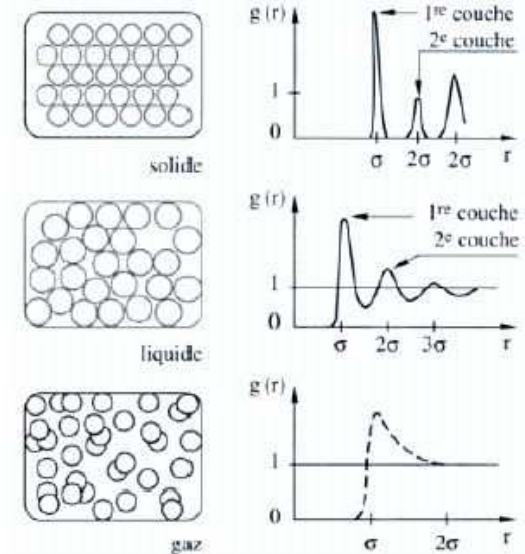 g (r)
1re couche
2e couche
1
0
σ
2σ
2σ
r
solide
g (r)
1re couche
2e couche
1
0
σ
2σ
3σ
r
liquide
g (r)
1
0
σ
2σ
r
gaz